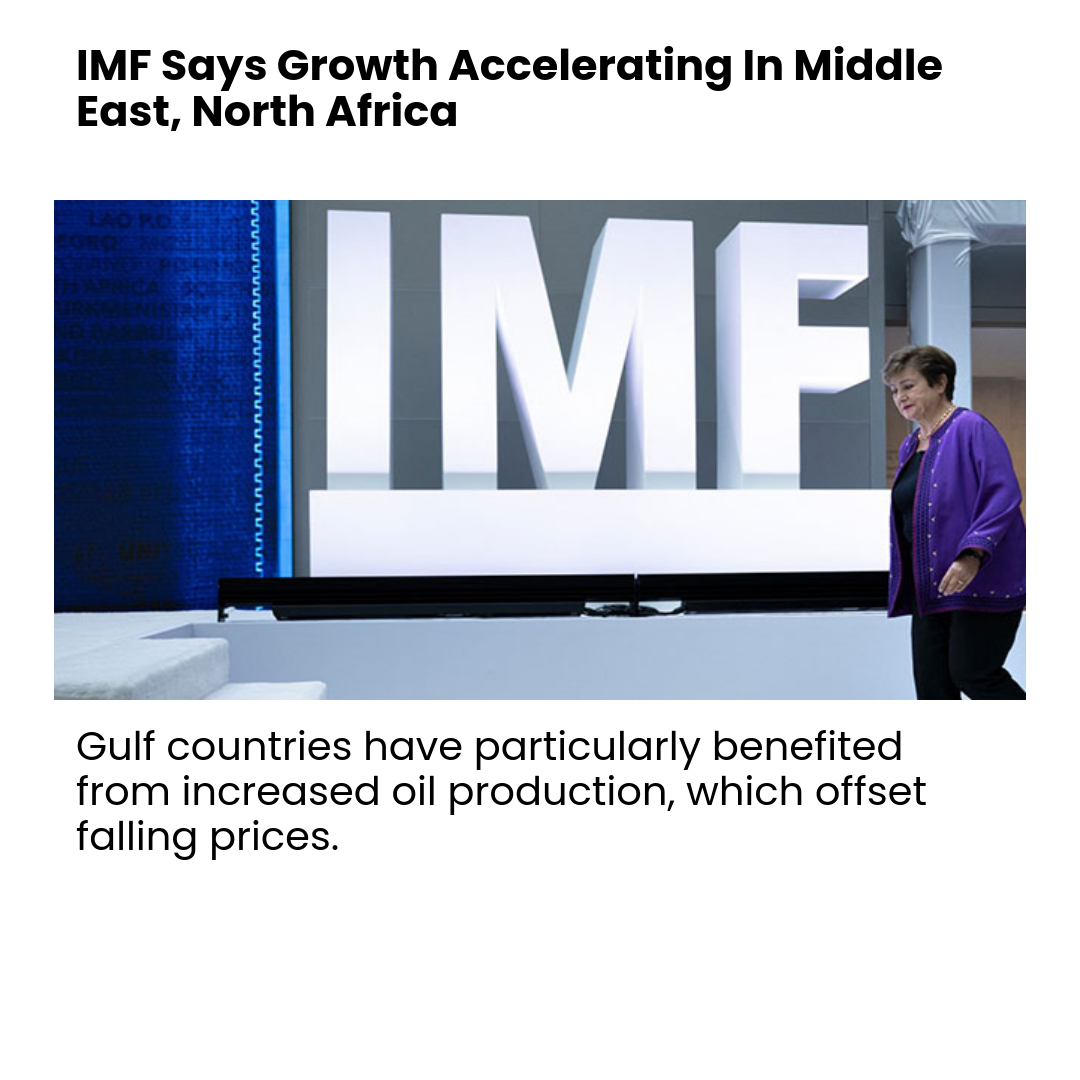 IMF Says Growth Accelerating In Middle
East, North Africa
LAO P.D.
IMF
Gulf countries have particularly benefited
from increased oil production, which offset
falling prices.